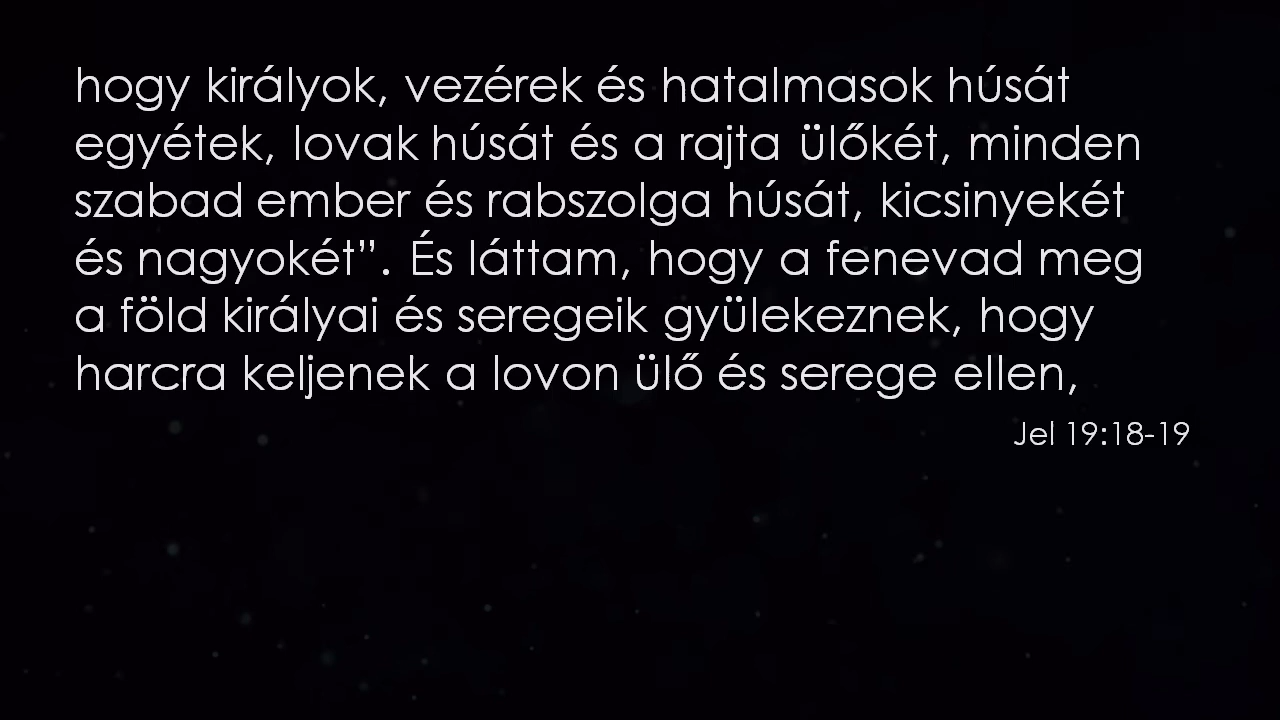 hogy királyok, vezérek és hatalmasok húsát
egyétek, lovak húsát és a rajta ülőkét, minden
szabad ember és rabszolga húsát, kicsinyekét
és nagyokét”. És láttam, hogy a fenevad meg
a föld királyai és seregeik gyülekeznek, hogy
harcra keljenek a lovon ülő és serege ellen,
Jel 19:18-19